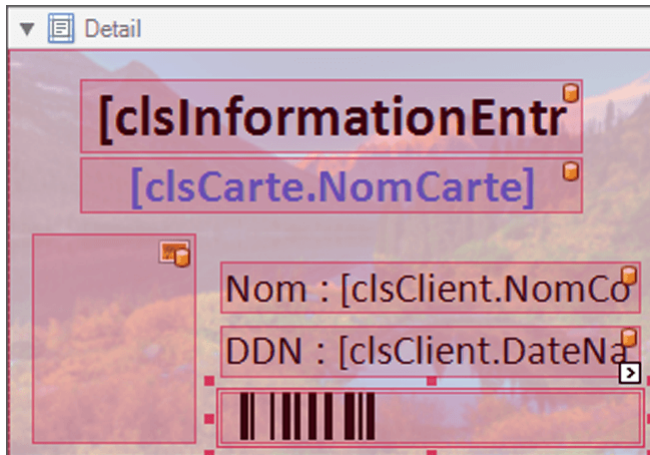 Detail
[clsInformationEntr
[clsCarte.NomCarte]
Nom : [clsClient.NomCo
DDN : [clsClient.DateNa